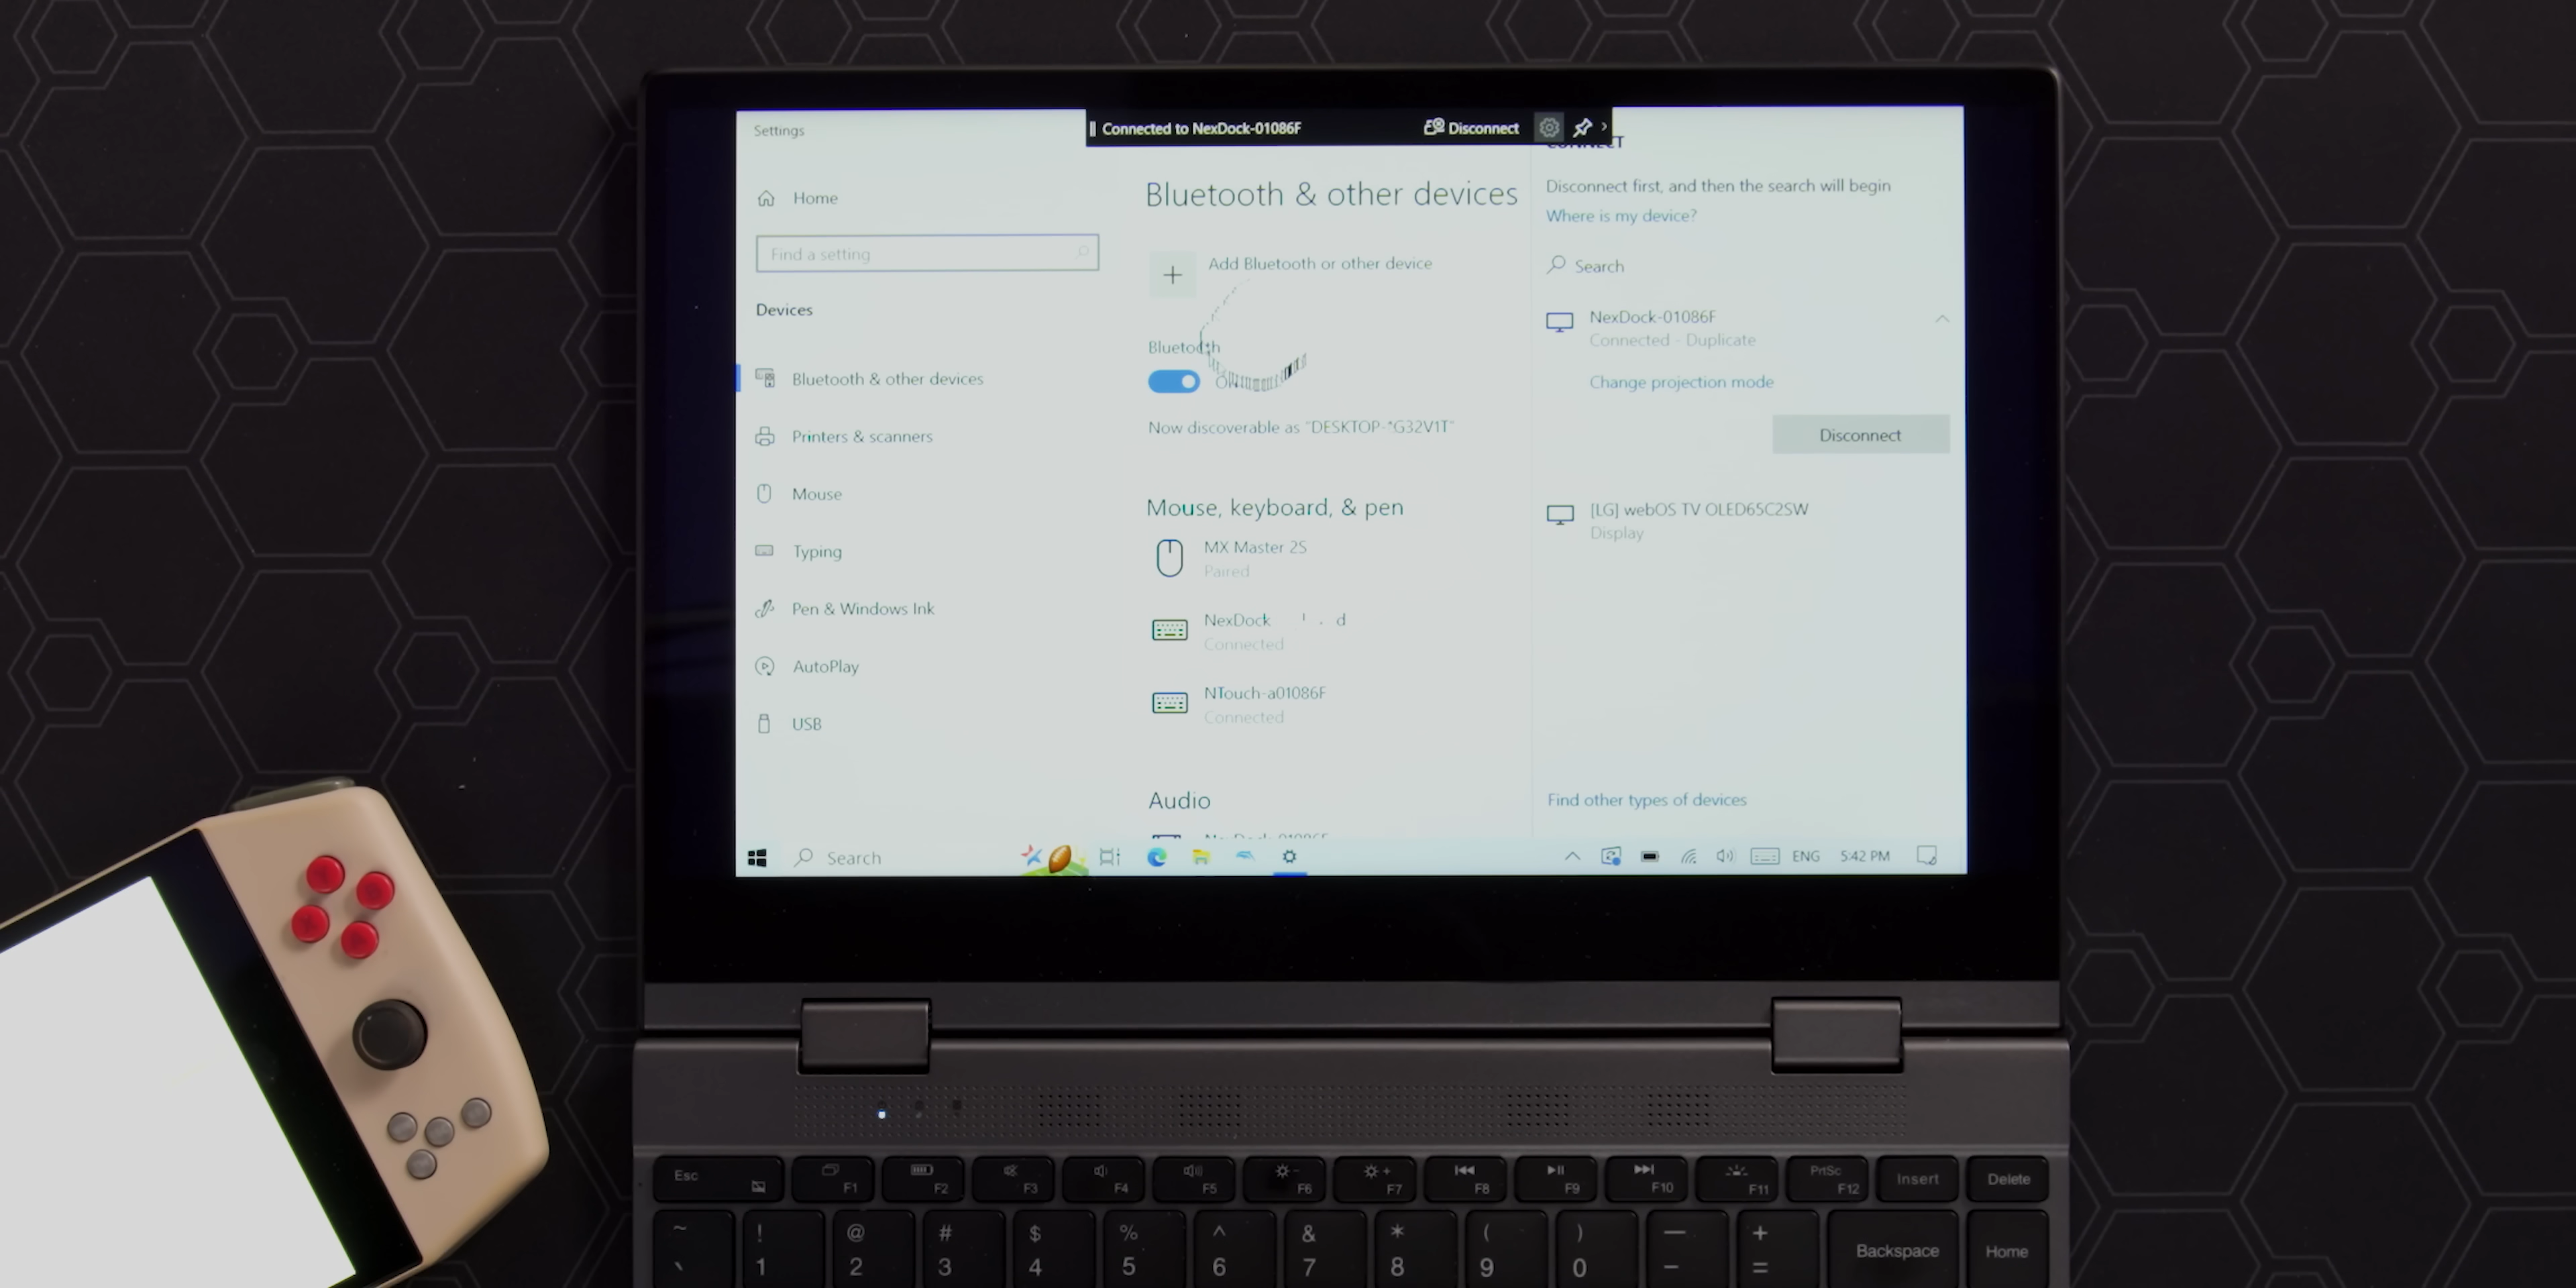 Settings
Connected to NexDock-01086F
Disconnect
Home
Find a setting
Devices
Bluetooth & other devices
Printers & scanners
Mouse
Typing
Pen & Windows Ink
AutoPlay
USB
Bluetooth & other devices
Add Bluetooth or other device
Bluetooth
Now discoverable as "DESKTOP-*G32V1T"
Mouse, keyboard, & pen
MX Master 2S
Paired
NexDock
Connected
NTouch-a01086F
Connected
Audio
CONNECT
Disconnect first, and then the search will begin
Where is my device?
Search
NexDock-01086F
Connected - Duplicate
Change projection mode
Disconnect
[LG] webOS TV OLED65C2SW
Display
Find other types of devices
Search
ENG
5:42 PM
Esc
F1
F2
F3
F4
F5
F6
F7
F8
F9
F10
F11
PrtSc
F12
Insert
Delete
~ ! @ # $ % ^ & * ( ) — +
` 1 2 3 4 5 6 7 8 9 0 - =
Backspace
Home